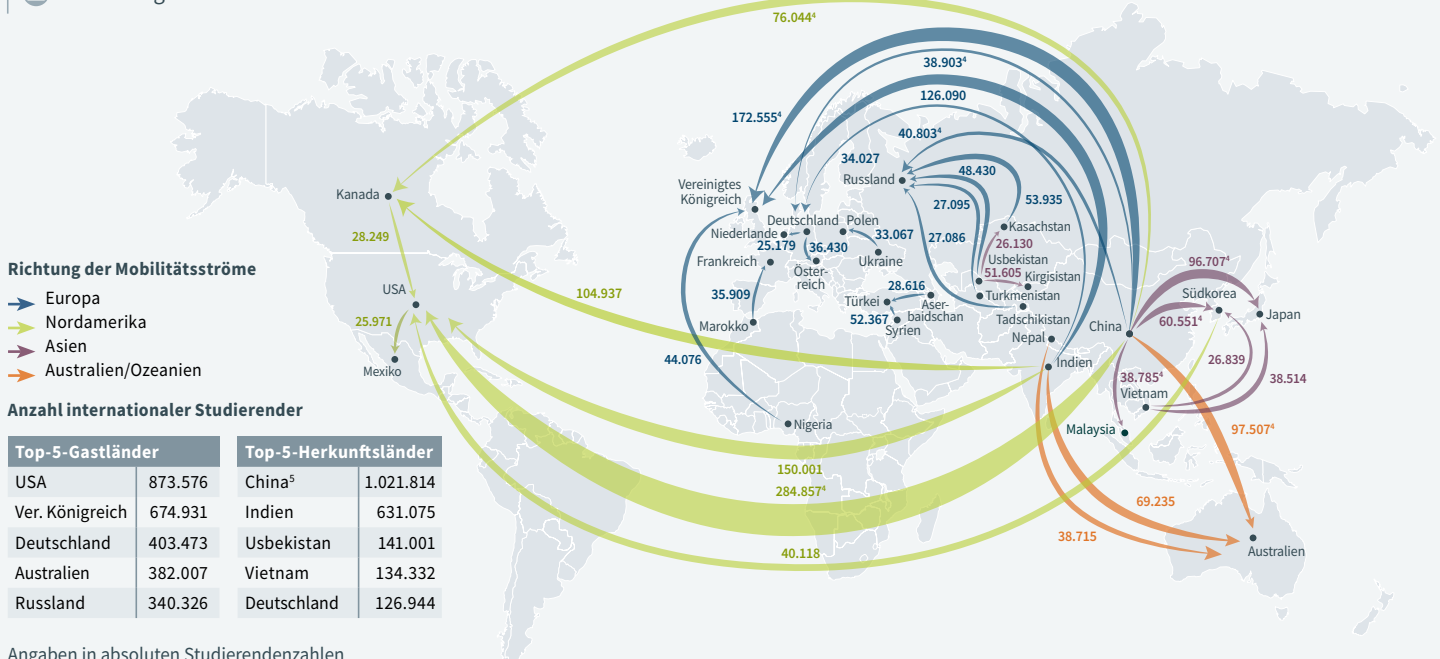 76.044⁴
38.903⁴
126.090
172.555⁴
40.803⁴
34.027
48.430
Russland
Vereinigtes
Königreich
Kanada
27.095
53.935
Deutschland
Polen
Niederlande
33.067
27.086
Kasachstan
28.249
25.179
36.430
26.130
Usbekistan
Frankreich
Öster-
reich
Ukraine
96.707⁴
Richtung der Mobilitätsströme
51.605
Kirgisistan
USA
104.937
35.909
28.616
Turkmenistan
Südkorea
Europa
Türkei
Aser-
baidschan
Nordamerika
25.971
Marokko
52.367
Syrien
Tadschikistan
China
60.551⁴
Japan
Asien
Nepal
Australien/Ozeanien
Mexiko
44.076
Indien
26.839
38.785⁴
38.514
Vietnam
Anzahl internationaler Studierender
Nigeria
Malaysia
97.507⁴
Top-5-Gastländer
USA 873.576
Ver. Königreich 674.931
Deutschland 403.473
Australien 382.007
Russland 340.326
Top-5-Herkunftsländer
China⁵ 1.021.814
Indien 631.075
Usbekistan 141.001
Vietnam 134.332
Deutschland 126.944
150.001
284.857⁴
69.235
38.715
40.118
Australien
Angaben in absoluten Studierendenzahlen